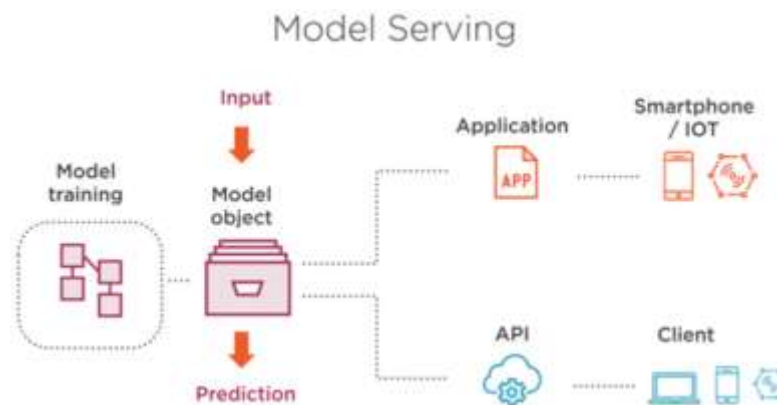 Model Serving
Input
Application
Smartphone
/ IOT
Model
training
Model
object
APP
API
Client
Prediction